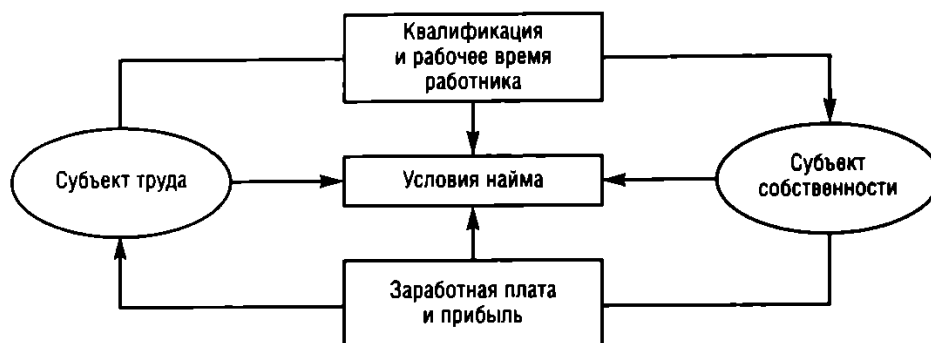 Квалификация
и рабочее время
работника
Субъект труда
Условия найма
Субъект
собственности
Заработная плата
и прибыль